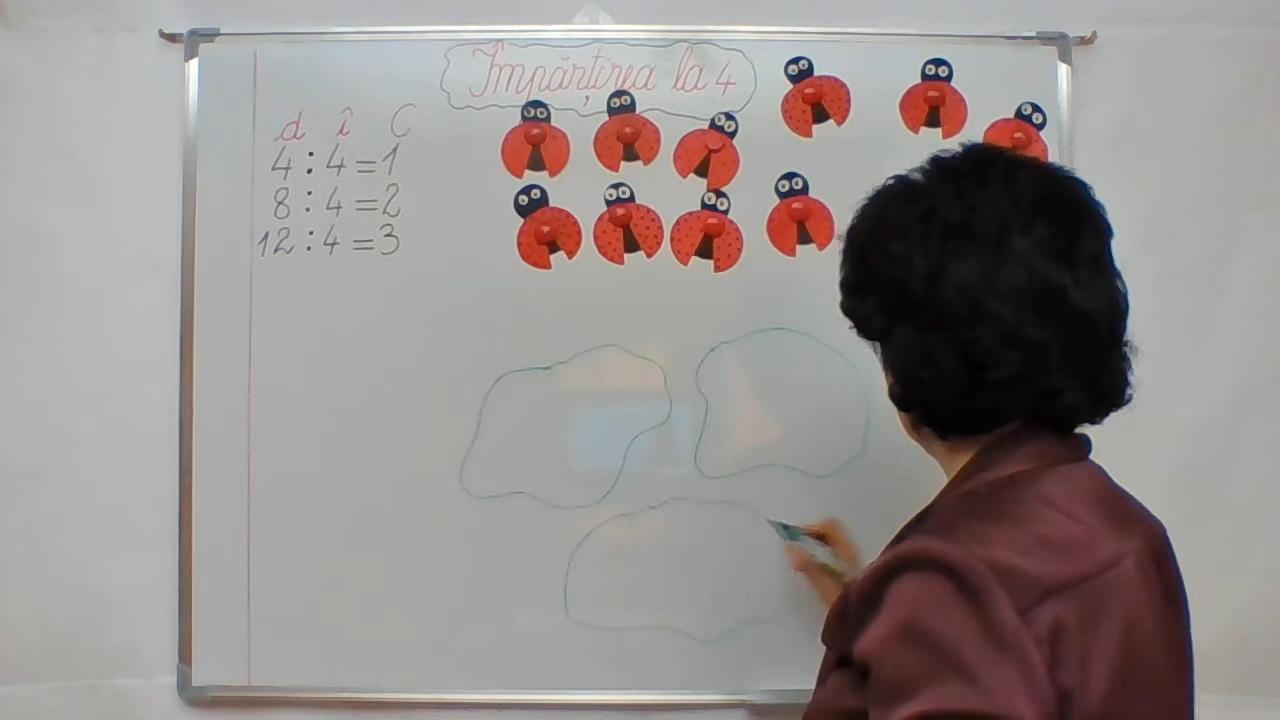 Împărțirea la 4
d î C
4 : 4 = 1
8 : 4 = 2
12 : 4 = 3